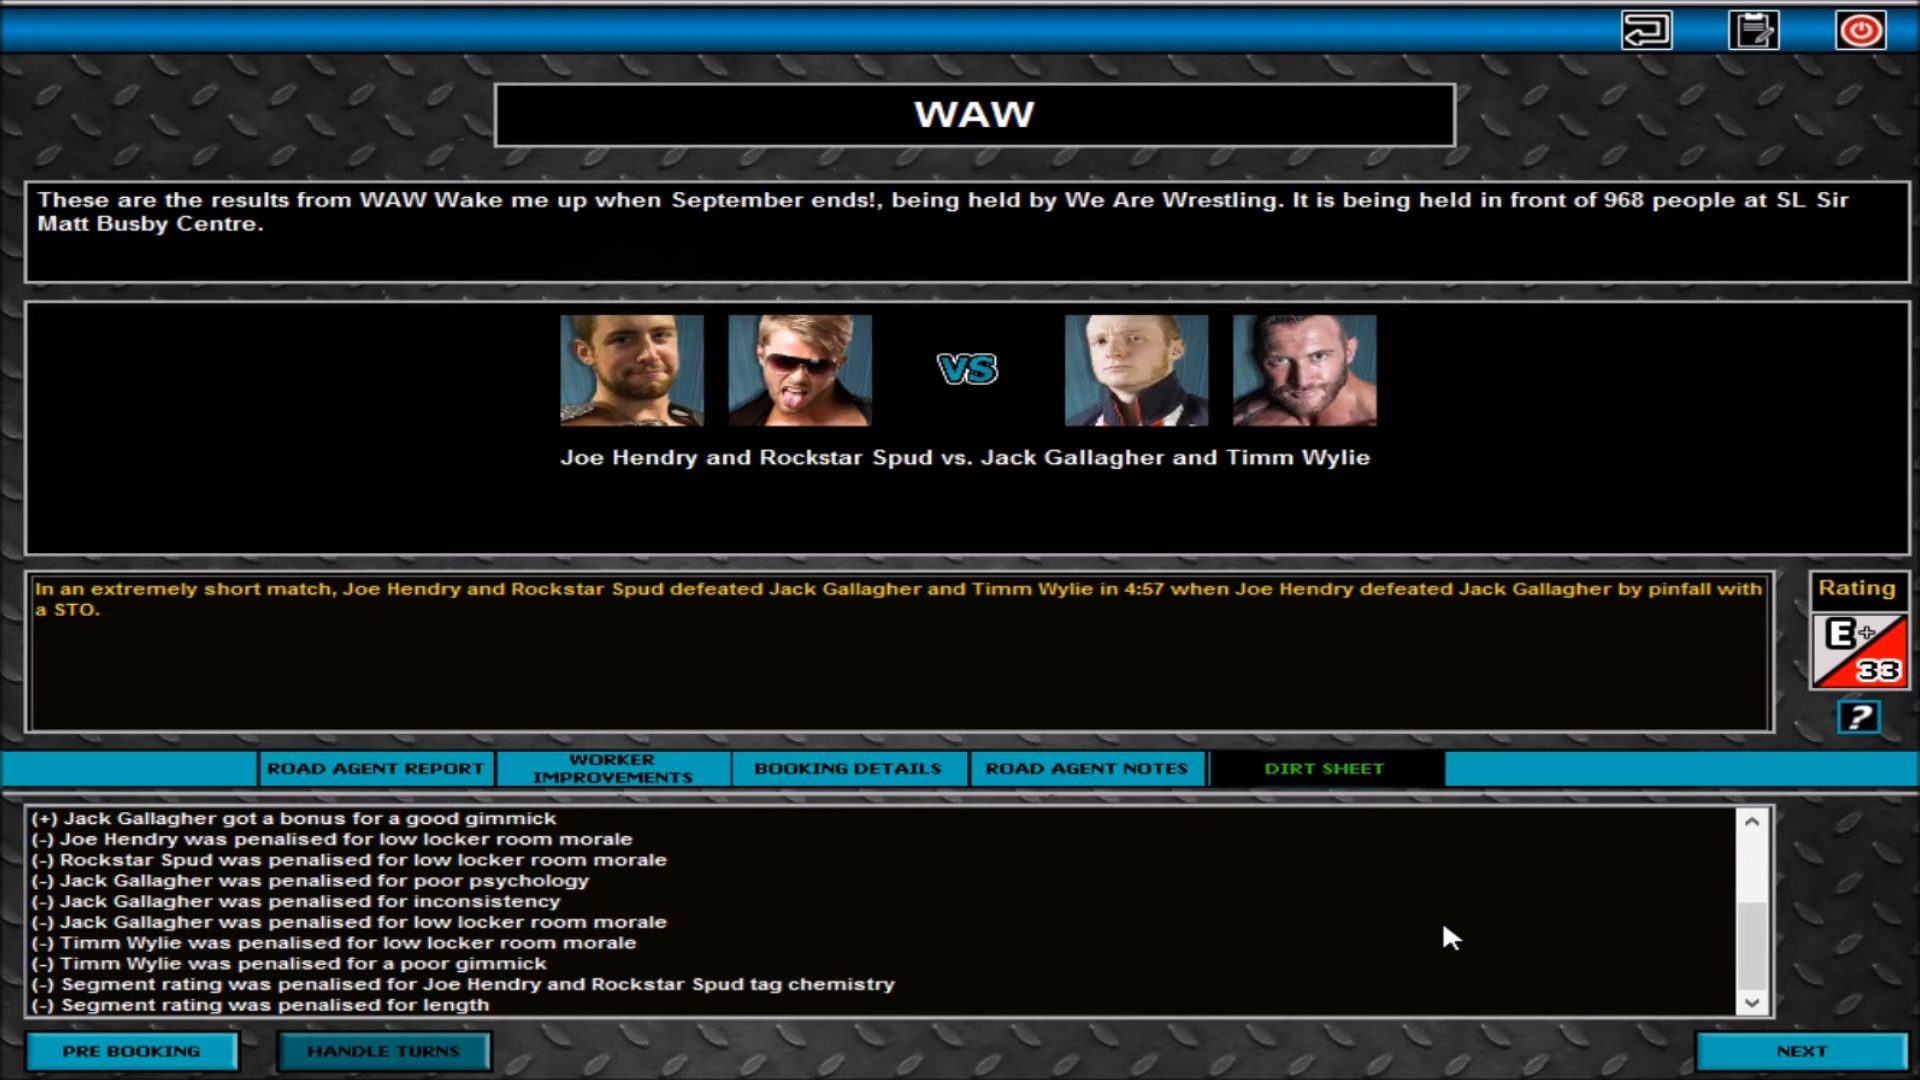 WAW
These are the results from WAW Wake me up when September ends!, being held by We Are Wrestling. It is being held in front of 968 people at SL Sir
Matt Busby Centre.
VS
Joe Hendry and Rockstar Spud vs. Jack Gallagher and Timm Wylie
In an extremely short match, Joe Hendry and Rockstar Spud defeated Jack Gallagher and Timm Wylie in 4:57 when Joe Hendry defeated Jack Gallagher by pinfall with
a STO.
Rating
E+
33
?
ROAD AGENT REPORT
WORKER
IMPROVEMENTS
BOOKING DETAILS
ROAD AGENT NOTES
DIRT SHEET
(+) Jack Gallagher got a bonus for a good gimmick
(-) Joe Hendry was penalised for low locker room morale
(-) Rockstar Spud was penalised for low locker room morale
(-) Jack Gallagher was penalised for poor psychology
(-) Jack Gallagher was penalised for inconsistency
(-) Jack Gallagher was penalised for low locker room morale
(-) Timm Wylie was penalised for low locker room morale
(-) Timm Wylie was penalised for a poor gimmick
(-) Segment rating was penalised for Joe Hendry and Rockstar Spud tag chemistry
(-) Segment rating was penalised for length
PRE BOOKING
HANDLE TURNS
NEXT